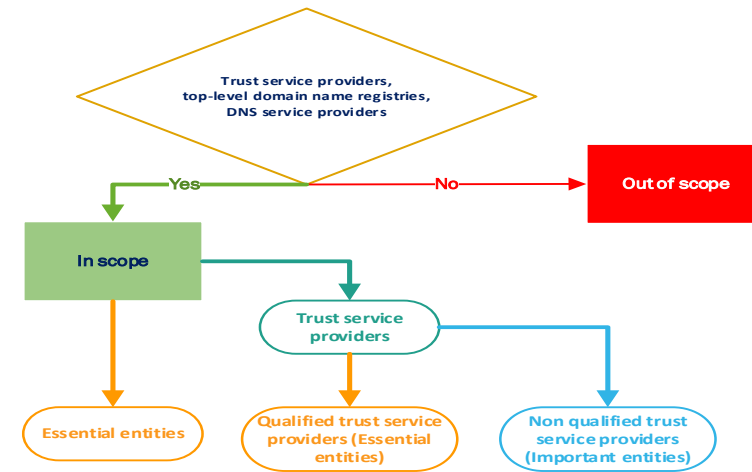 Trust service providers,
top-level domain name registries,
DNS service providers
Yes
No
Out of scope
In scope
Trust service
providers
Essential entities
Qualified trust service
providers (Essential
entities)
Non qualified trust
service providers
(Important entities)